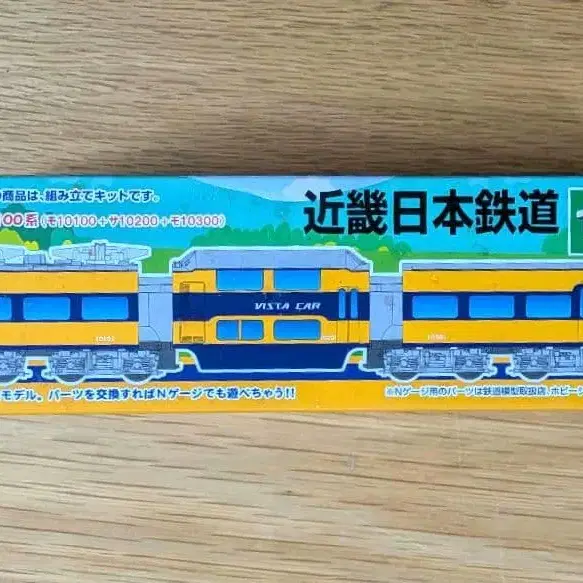 商品は、組み立てキットです。
00系(モ10100+サ10200+モ10300)
近畿日本鉄道
VISTA CAR
モデル。パーツを交換すればNゲージでも遊べちゃう!!
※Nゲージ用のパーツは鉄道模型取扱店、ホビー